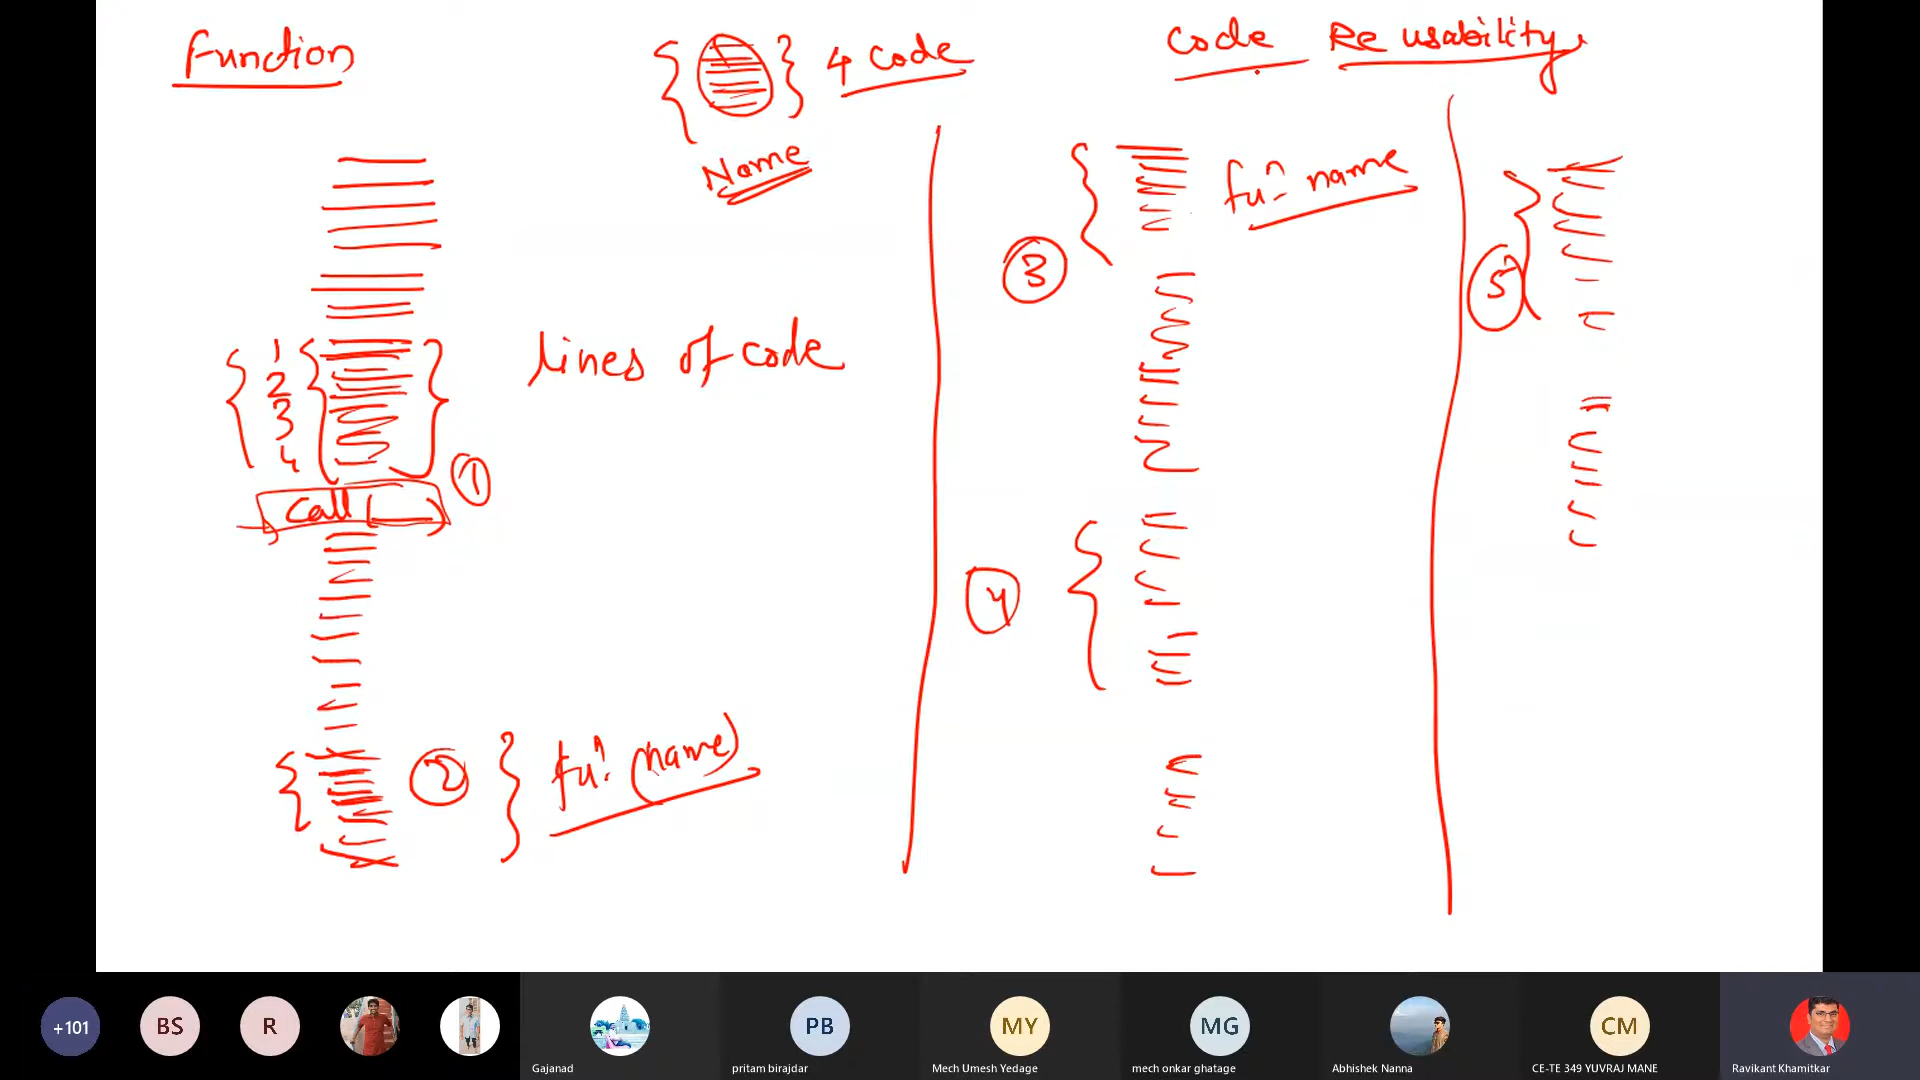 Function
{ } 4 code
Name
Code Re usability
1
2
3
4
lines of code
Call ( )
1
2
fun (name)
3
fun name
4
5
+101
BS
R
PB
MY
MG
CM
Gajanad
pritam birajdar
Mech Umesh Yedage
mech onkar ghatage
Abhishek Nanna
CE-TE 349 YUVRAJ MANE
Ravikant Khamitkar